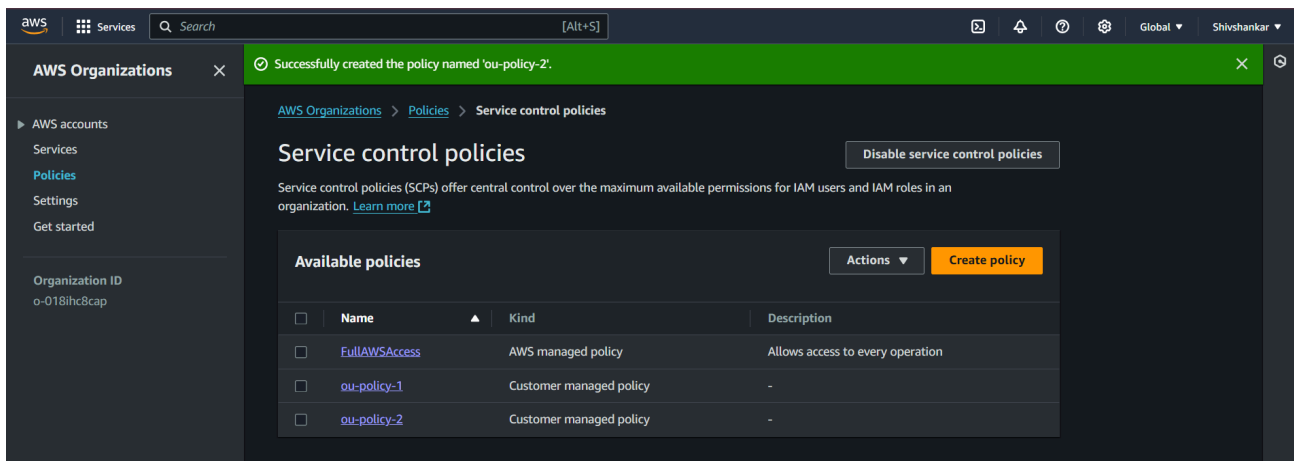 aws Services Search [Alt+S] Global ▼ Shivshankar ▼
AWS Organizations
AWS accounts
Services
Policies
Settings
Get started
Organization ID
o-018ihc8cap
Successfully created the policy named 'ou-policy-2'.
AWS Organizations > Policies > Service control policies
Service control policies
Disable service control policies
Service control policies (SCPs) offer central control over the maximum available permissions for IAM users and IAM roles in an
organization. Learn more
Available policies
Actions ▼ Create policy
Name ▲ Kind Description
FullAWSAccess AWS managed policy Allows access to every operation
ou-policy-1 Customer managed policy -
ou-policy-2 Customer managed policy -